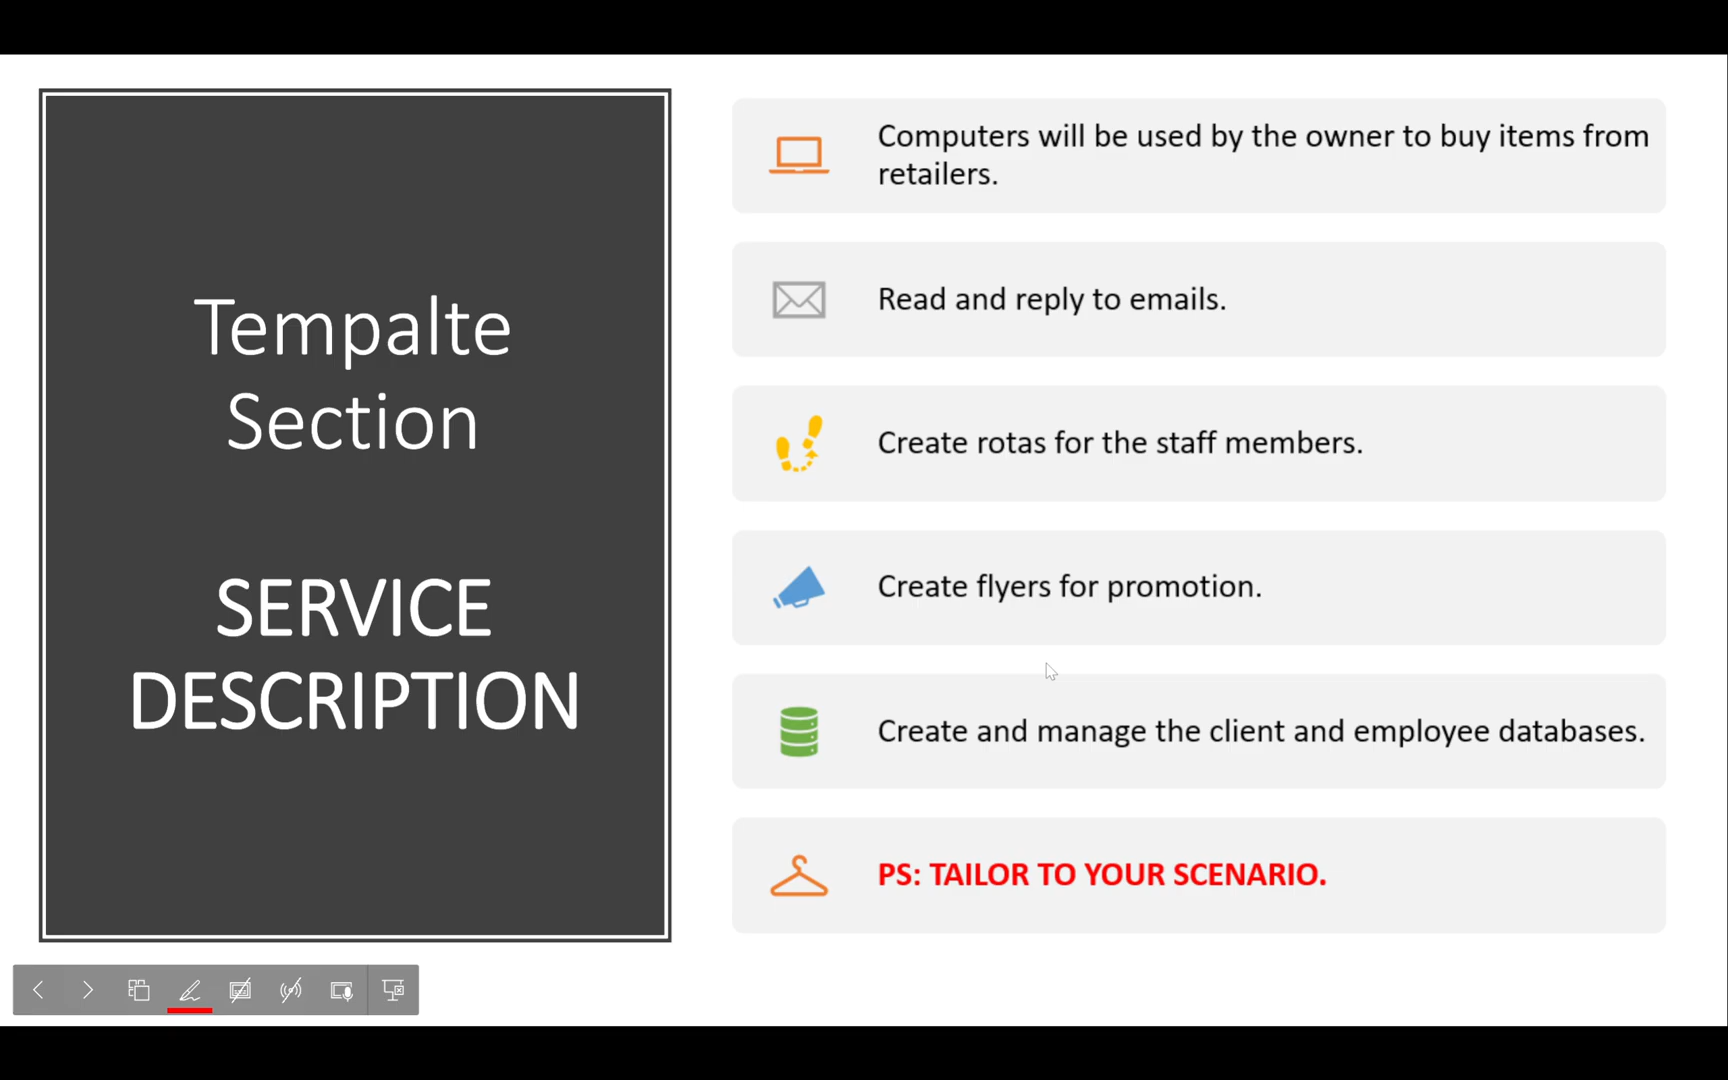 Tempalte
Section
SERVICE
DESCRIPTION
Computers will be used by the owner to buy items from
retailers.
Read and reply to emails.
Create rotas for the staff members.
Create flyers for promotion.
Create and manage the client and employee databases.
PS: TAILOR TO YOUR SCENARIO.